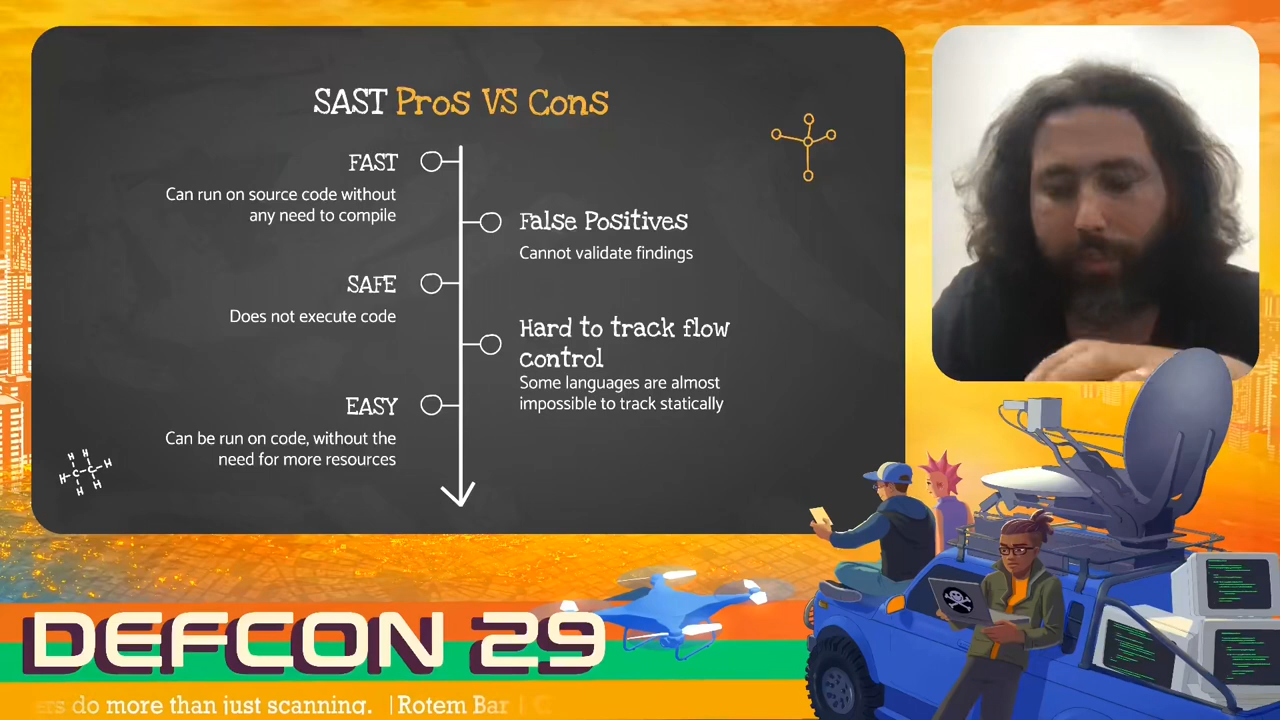 SAST Pros VS Cons
FAST
Can run on source code without
any need to compile
False Positives
Cannot validate findings
SAFE
Does not execute code
Hard to track flow
control
Some languages are almost
impossible to track statically
EASY
Can be run on code, without the
need for more resources
H H
H C C H
H H
DEFCON 29
ers do more than just scanning. | Rotem Bar | C